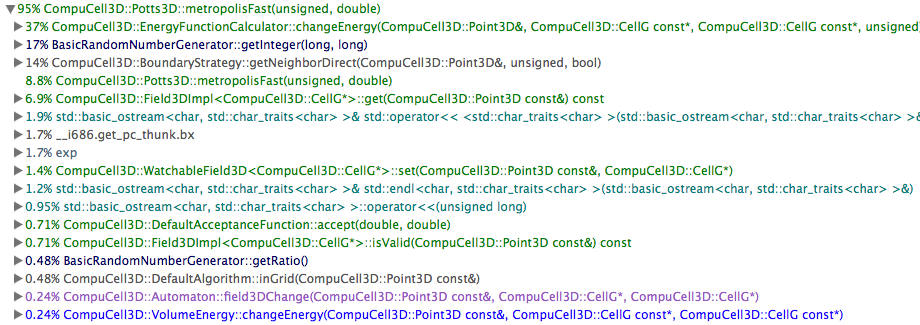 95% CompuCell3D::Potts3D::metropolisFast(unsigned, double)
37% CompuCell3D::EnergyFunctionCalculator::changeEnergy(CompuCell3D::Point3D&, CompuCell3D::CellG const*, CompuCell3D::CellG const*, unsigned
17% BasicRandomNumberGenerator::getInteger(long, long)
14% CompuCell3D::BoundaryStrategy::getNeighborDirect(CompuCell3D::Point3D&, unsigned, bool)
8.8% CompuCell3D::Potts3D::metropolisFast(unsigned, double)
6.9% CompuCell3D::Field3DImpl<CompuCell3D::CellG*>::get(CompuCell3D::Point3D const&) const
1.9% std::basic_ostream<char, std::char_traits<char> >& std::operator<< <std::char_traits<char> >(std::basic_ostream<char, std::char_traits<char> >&
1.7% __i686.get_pc_thunk.bx
1.7% exp
1.4% CompuCell3D::WatchableField3D<CompuCell3D::CellG*>::set(CompuCell3D::Point3D const&, CompuCell3D::CellG*)
1.2% std::basic_ostream<char, std::char_traits<char> >& std::endl<char, std::char_traits<char> >(std::basic_ostream<char, std::char_traits<char> >&)
0.95% std::basic_ostream<char, std::char_traits<char> >::operator<<(unsigned long)
0.71% CompuCell3D::DefaultAcceptanceFunction::accept(double, double)
0.71% CompuCell3D::Field3DImpl<CompuCell3D::CellG*>::isValid(CompuCell3D::Point3D const&) const
0.48% BasicRandomNumberGenerator::getRatio()
0.48% CompuCell3D::DefaultAlgorithm::inGrid(CompuCell3D::Point3D const&)
0.24% CompuCell3D::Automaton::field3DChange(CompuCell3D::Point3D const&, CompuCell3D::CellG*, CompuCell3D::CellG*)
0.24% CompuCell3D::VolumeEnergy::changeEnergy(CompuCell3D::Point3D const&, CompuCell3D::CellG const*, CompuCell3D::CellG const*)